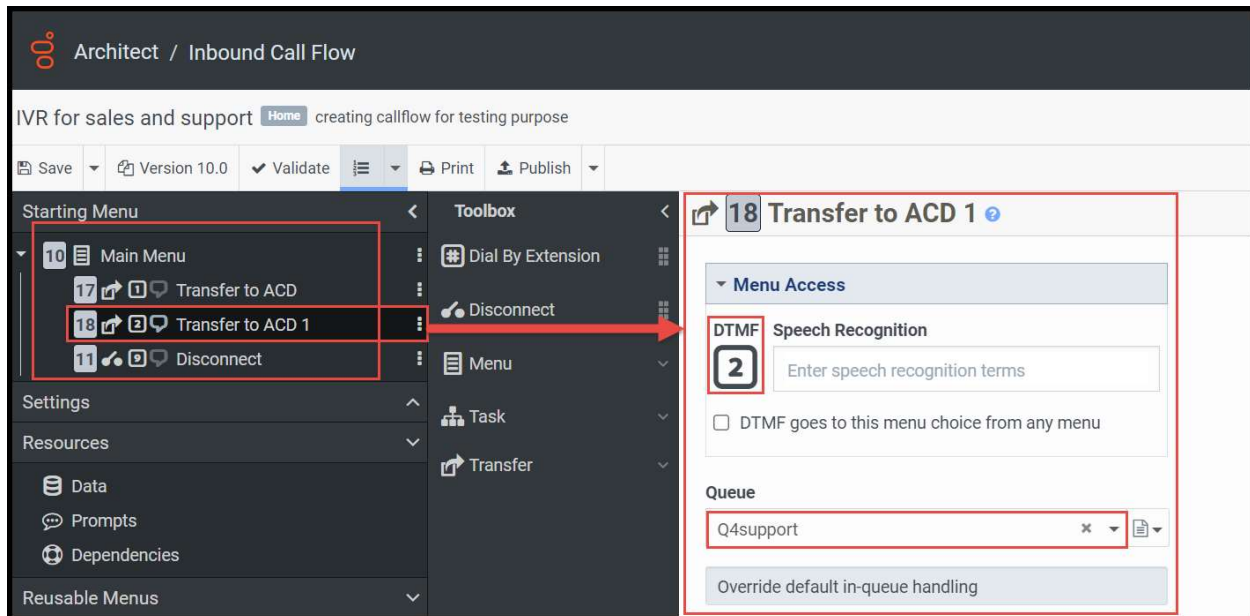 Architect / Inbound Call Flow
IVR for sales and support Home creating callflow for testing purpose
Save Version 10.0 Validate Print Publish
Starting Menu
10 Main Menu
17 1 Transfer to ACD
18 2 Transfer to ACD 1
11 9 Disconnect
Settings
Resources
Data
Prompts
Dependencies
Reusable Menus
Toolbox
# Dial By Extension
Disconnect
Menu
Task
Transfer
18 Transfer to ACD 1 ?
Menu Access
DTMF Speech Recognition
2 Enter speech recognition terms
DTMF goes to this menu choice from any menu
Queue
Q4support
Override default in-queue handling